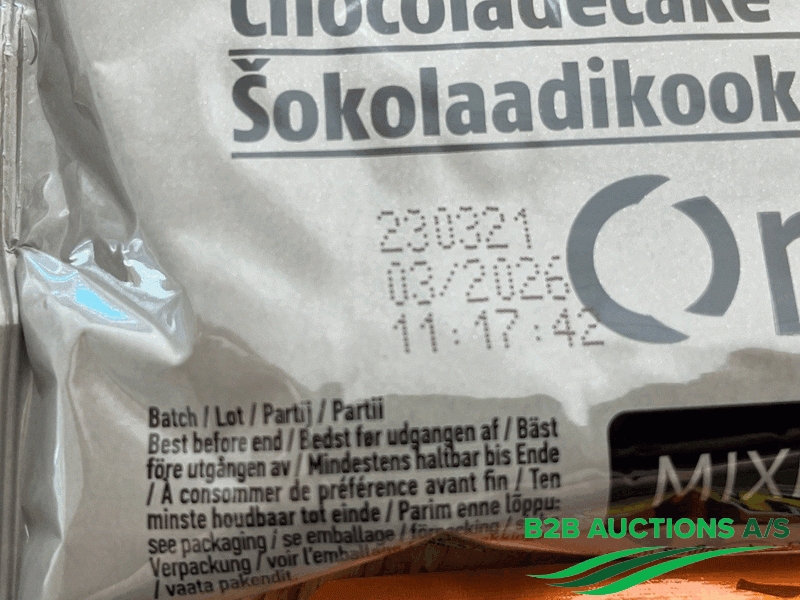 Chocoladecake
Šokolaadikook
230321
03/2026
11:17:42
Batch / Lot / Partij / Partii
Best before end / Bedst før udgangen af / Bäst
före utgången av / Mindestens haltbar bis Ende
/ À consommer de préférence avant fin / Ten
minste houdbaar tot einde / Parim enne lõppu:
see packaging / se emballage /
Verpackung / voir l'emballage
/ vaata pakendit.
MIX
B2B AUCTIONS A/S